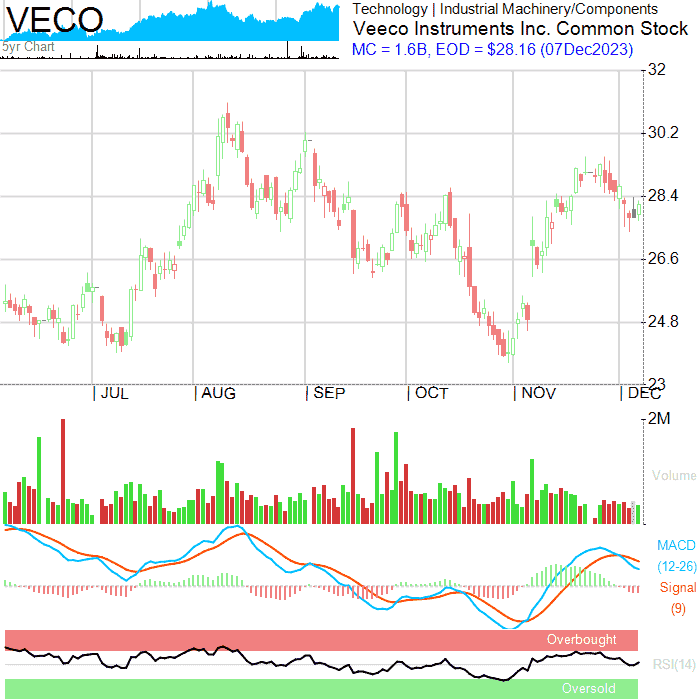 VECO
5yr Chart
Technology | Industrial Machinery/Components
Veeco Instruments Inc. Common Stock
MC = 1.6B, EOD = $28.16 (07Dec2023)
32
30.2
28.4
26.6
24.8
23
| JUL | AUG | SEP | OCT | NOV | DEC
2M
Volume
MACD
(12-26)
Signal
(9)
Overbought
RSI(14)
Oversold